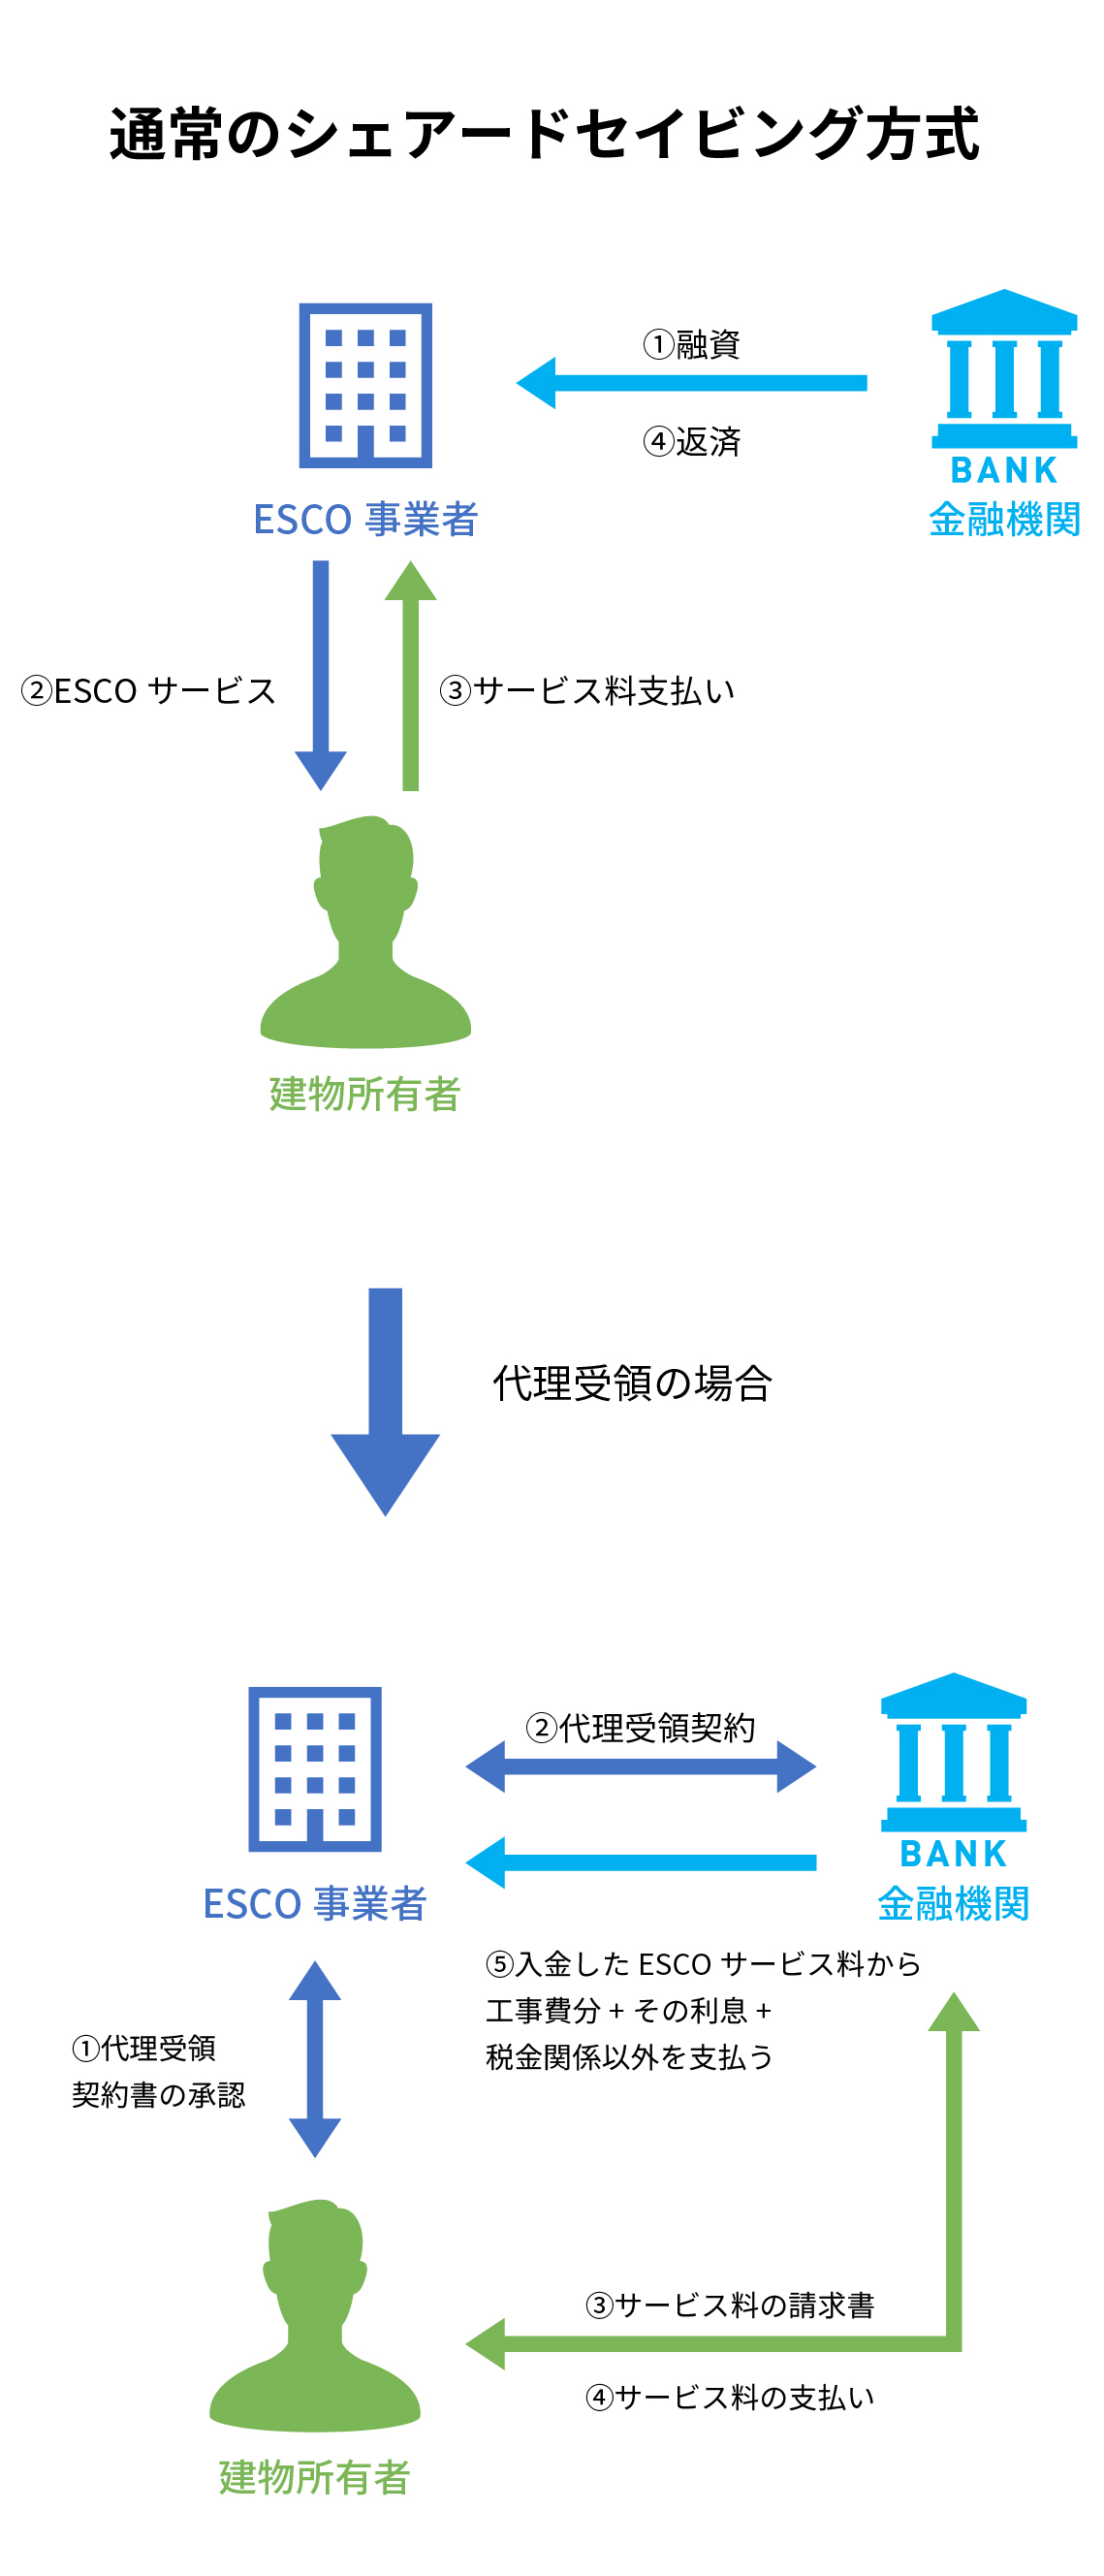 通常のシェアードセイビング方式
①融資
④返済
BANK
ESCO 事業者
金融機関
②ESCO サービス
③サービス料支払い
建物所有者
代理受領の場合
②代理受領契約
BANK
ESCO 事業者
金融機関
⑤入金した ESCO サービス料から
工事費分 + その利息 +
税金関係以外を支払う
①代理受領
契約書の承認
③サービス料の請求書
④サービス料の支払い
建物所有者